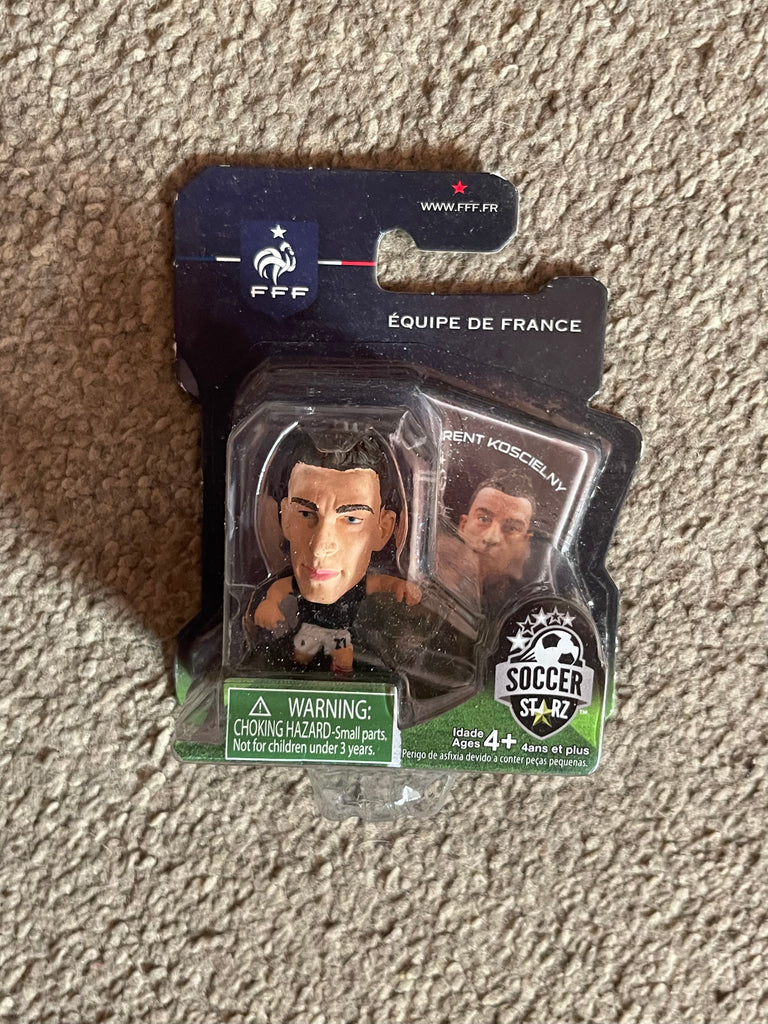 WWW.FFF.FR
FFF
ÉQUIPE DE FRANCE
RENT KOSCIELNY
21
SOCCER
STARZ™
WARNING:
CHOKING HAZARD-Small parts.
Not for children under 3 years.
Idade
Ages 4+ 4ans et plus
Perigo de asfixia devido a conter peças pequenas.